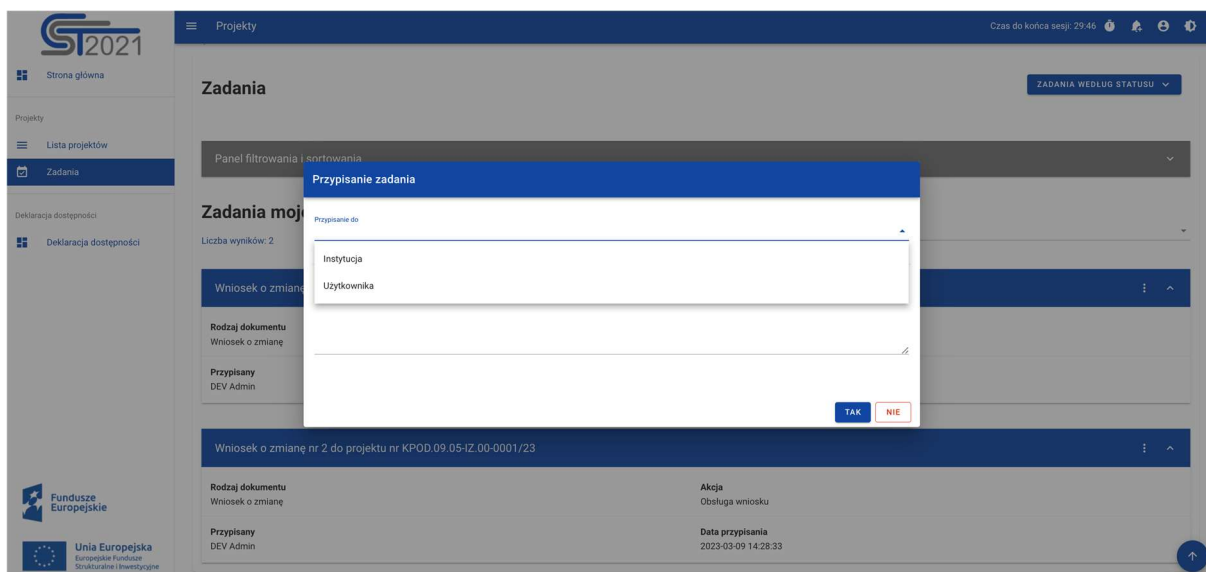 ST2021
Projekty
Czas do końca sesji: 29:46
Strona główna
Projekty
Lista projektów
Zadania
Deklaracja dostępności
Deklaracja dostępności
Fundusze
Europejskie
Unia Europejska
Europejskie Fundusze
Strukturalne i Inwestycyjne
Zadania
ZADANIA WEDŁUG STATUSU
Panel filtrowania i sortowania
Zadania moj
Liczba wyników: 2
Przypisanie zadania
Przypisanie do
Instytucja
Użytkownika
TAK
NIE
Wniosek o zmianę
Rodzaj dokumentu
Wniosek o zmianę
Przypisany
DEV Admin
Wniosek o zmianę nr 2 do projektu nr KPOD.09.05-IZ.00-0001/23
Rodzaj dokumentu
Wniosek o zmianę
Akcja
Obsługa wniosku
Przypisany
DEV Admin
Data przypisania
2023-03-09 14:28:33